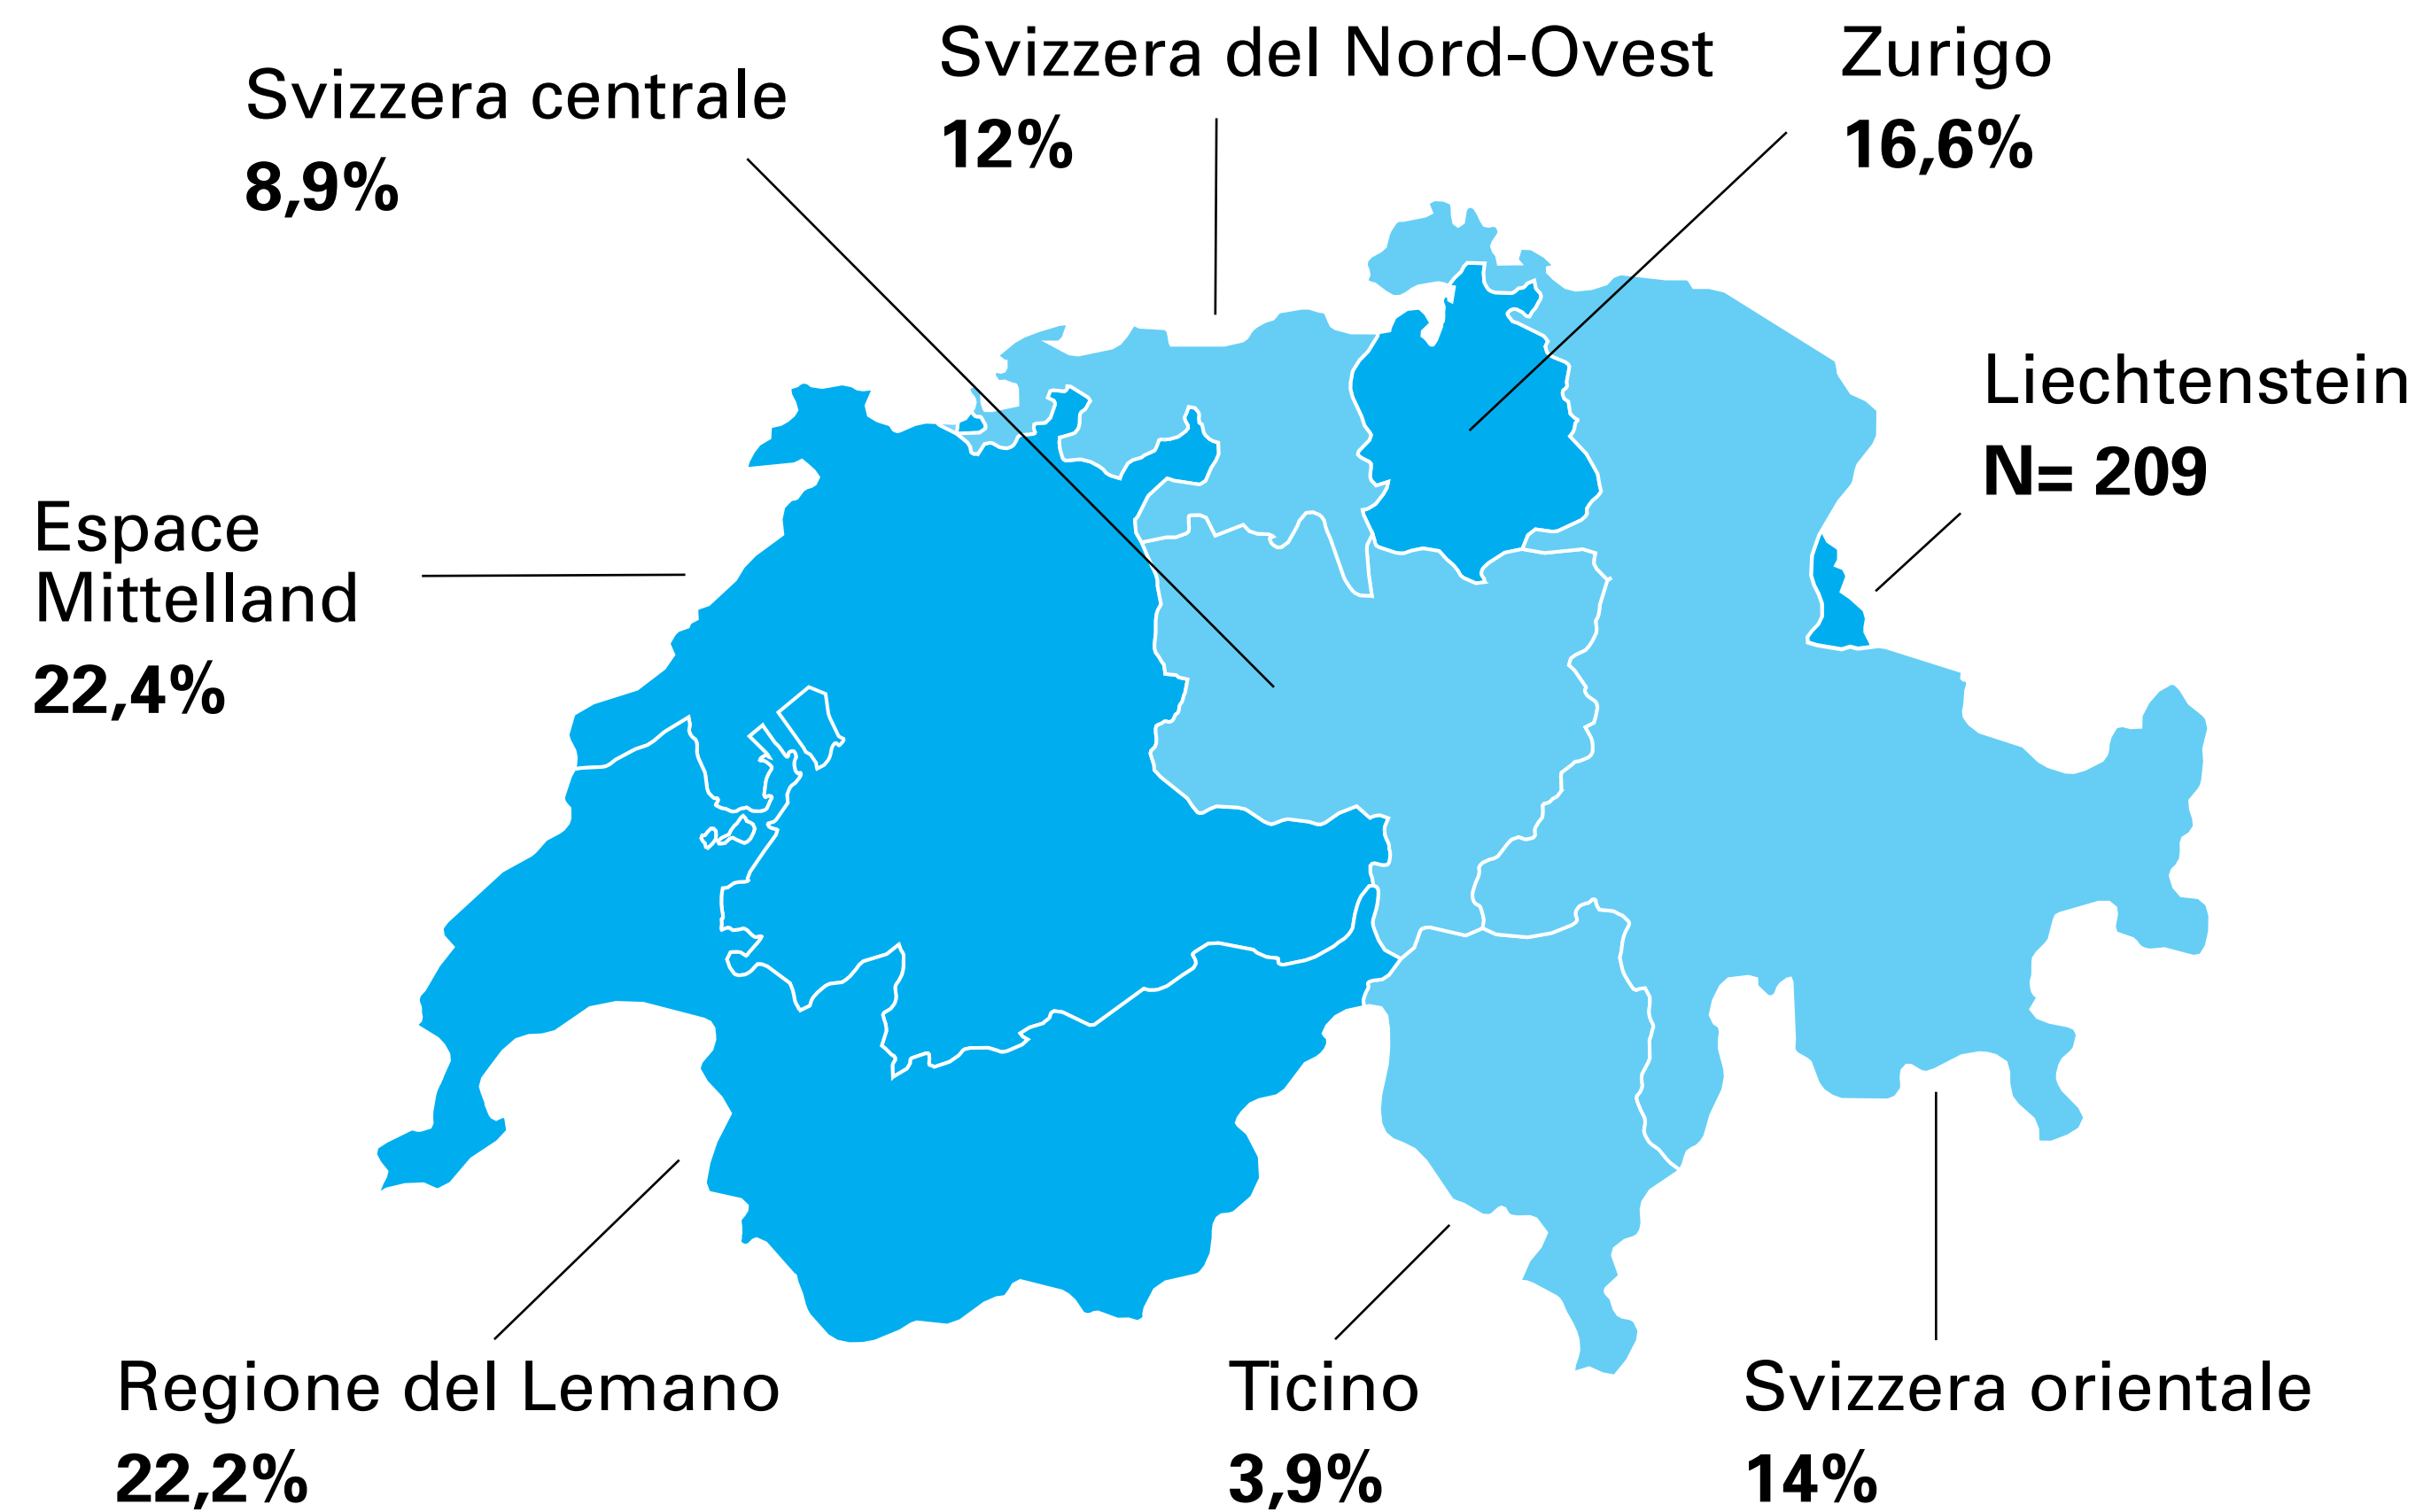 Svizzera centrale
8,9%
Svizzera del Nord-Ovest
12%
Zurigo
16,6%
Liechtenstein
N= 209
Espace
Mittelland
22,4%
Regione del Lemano
22,2%
Ticino
3,9%
Svizzera orientale
14%